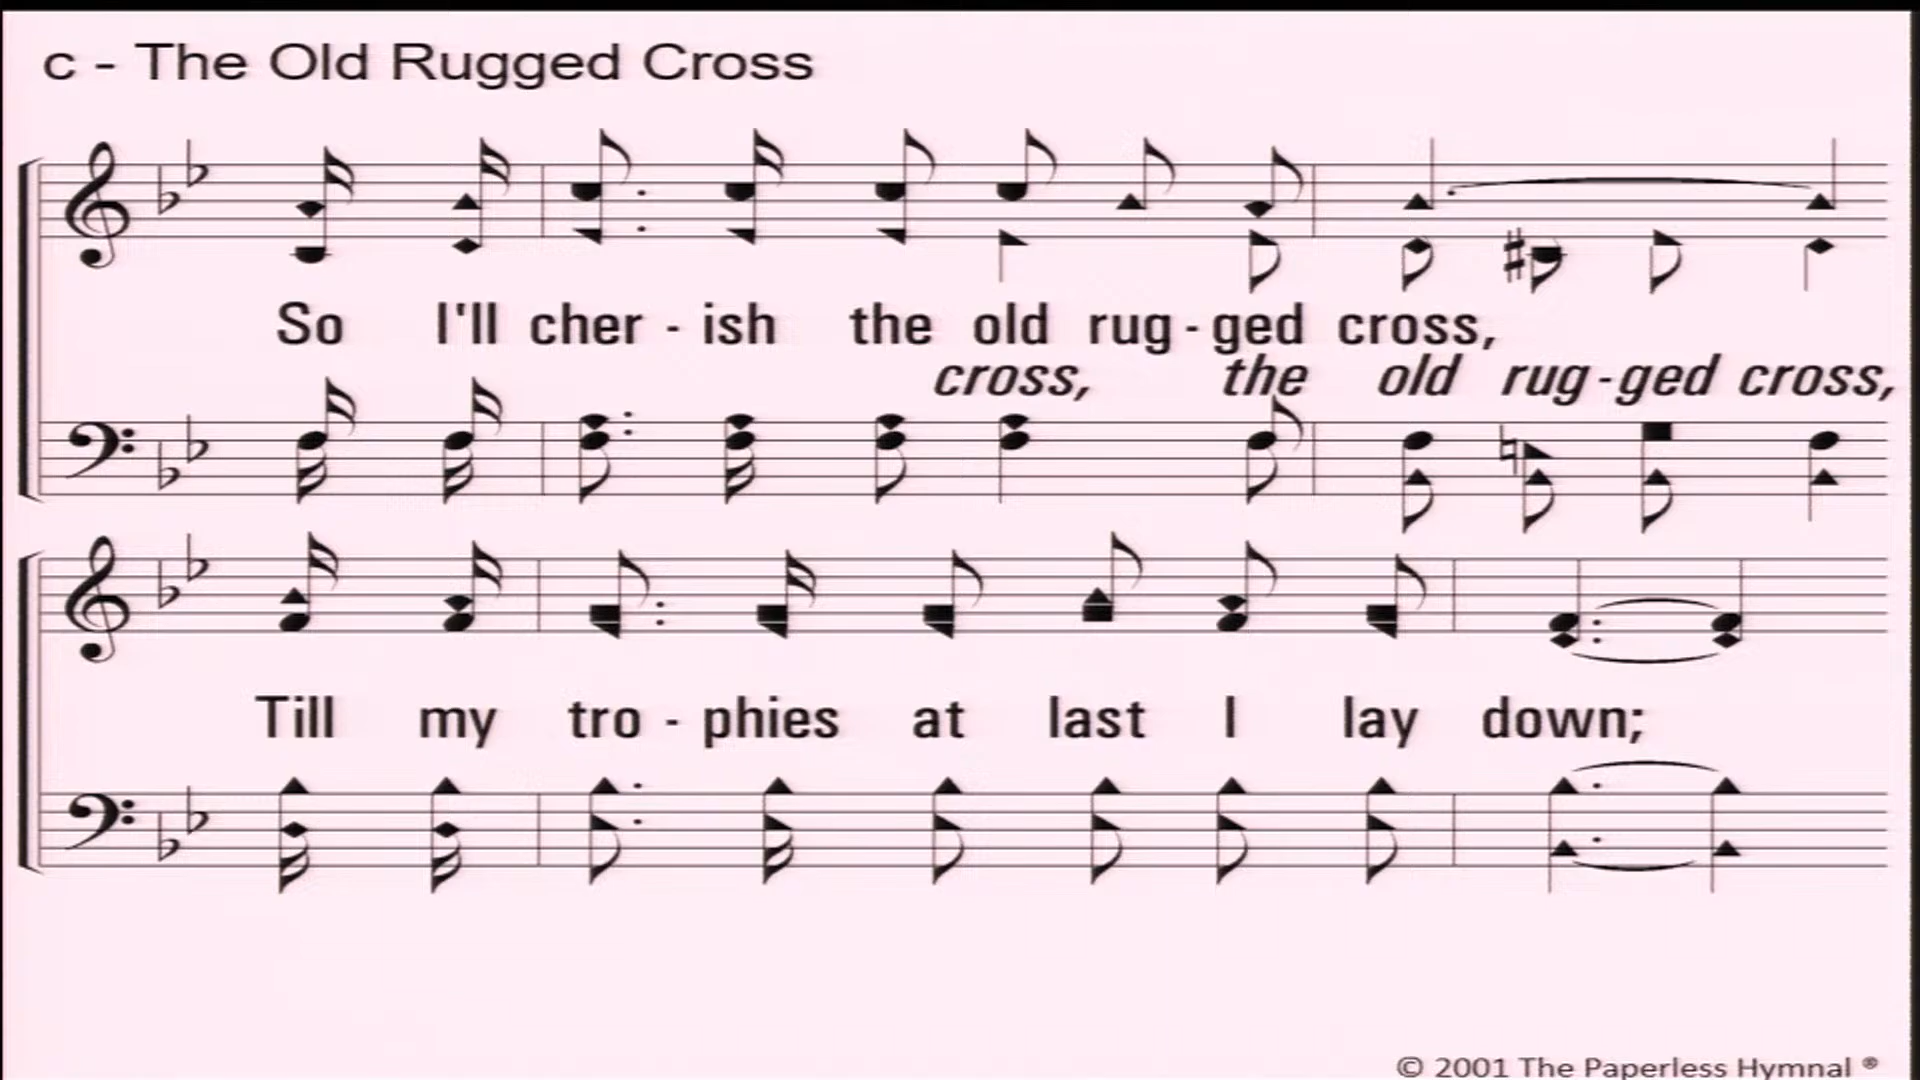 c - The Old Rugged Cross
So I'll cher - ish the old rug - ged cross,
cross, the old rug - ged cross,
Till my tro - phies at last I lay down;
© 2001 The Paperless Hymnal ®